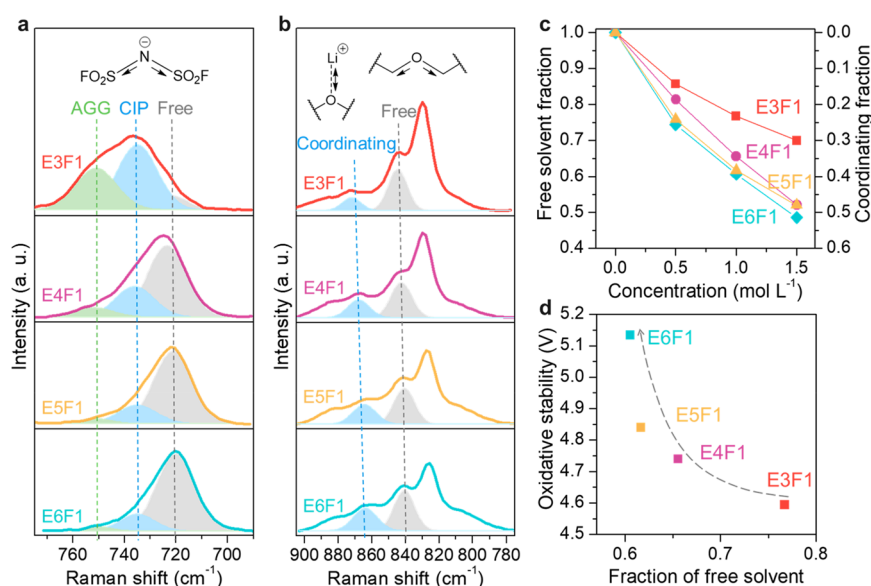 a
⊖
N
FO₂S SO₂F
AGG CIP Free
E3F1
E4F1
E5F1
E6F1
Intensity (a. u.)
760 740 720 700
Raman shift (cm⁻¹)
b
Li⊕
O
O
Free
Coordinating
E3F1
E4F1
E5F1
E6F1
Intensity (a. u.)
900 880 860 840 820 800 780
Raman shift (cm⁻¹)
c
Free solvent fraction
1.0
0.9
0.8
0.7
0.6
0.5
0.4
E3F1
E4F1
E5F1
E6F1
0.0
0.1
0.2
0.3
0.4
0.5
0.6
Coordinating fraction
0.0 0.5 1.0 1.5
Concentration (mol L⁻¹)
d
Oxidative stability (V)
5.2
5.1
5.0
4.9
4.8
4.7
4.6
4.5
E6F1
E5F1
E4F1
E3F1
0.6 0.7 0.8
Fraction of free solvent